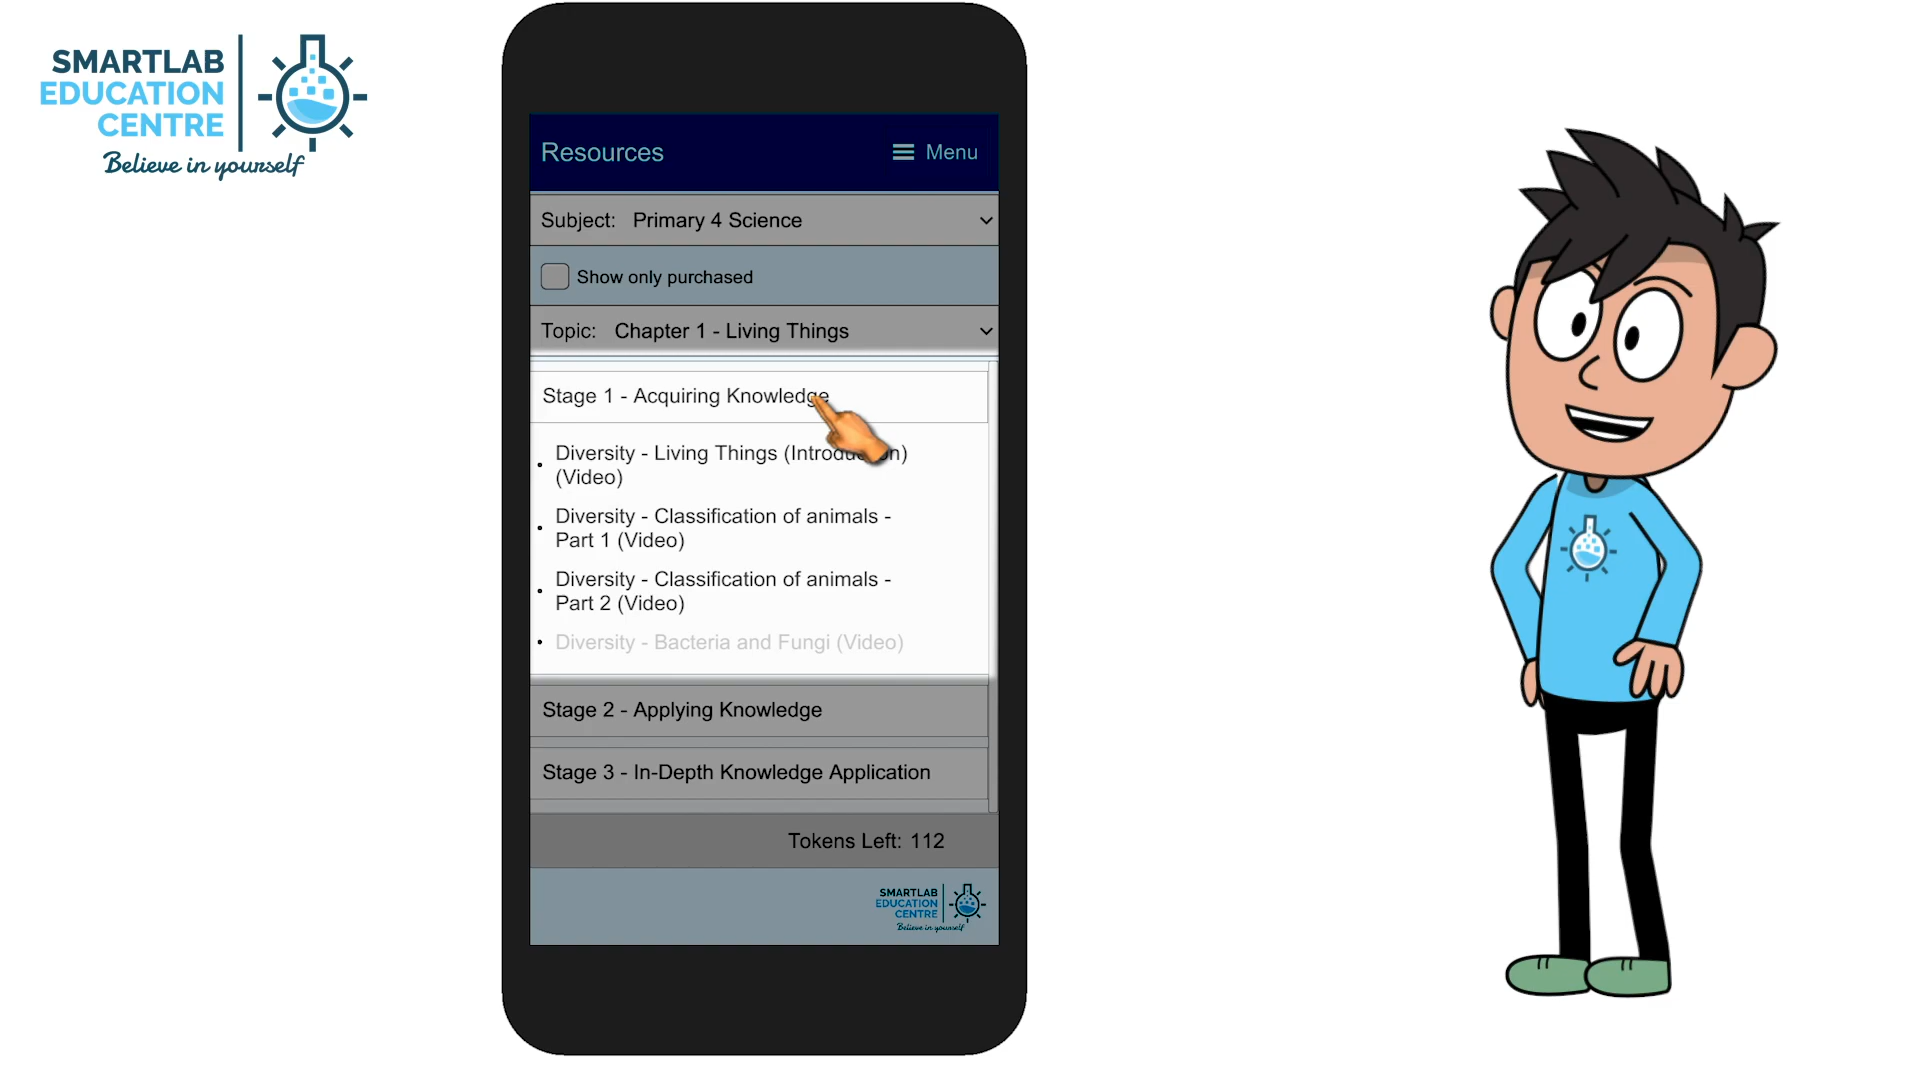 SMARTLAB
EDUCATION
CENTRE
Believe in yourself
Resources
Menu
Subject: Primary 4 Science
Show only purchased
Topic: Chapter 1 - Living Things
Stage 1 - Acquiring Knowledge
Diversity - Living Things (Introduction)
(Video)
Diversity - Classification of animals -
Part 1 (Video)
Diversity - Classification of animals -
Part 2 (Video)
Diversity - Bacteria and Fungi (Video)
Stage 2 - Applying Knowledge
Stage 3 - In-Depth Knowledge Application
Tokens Left: 112
SMARTLAB
EDUCATION
CENTRE
Believe in yourself